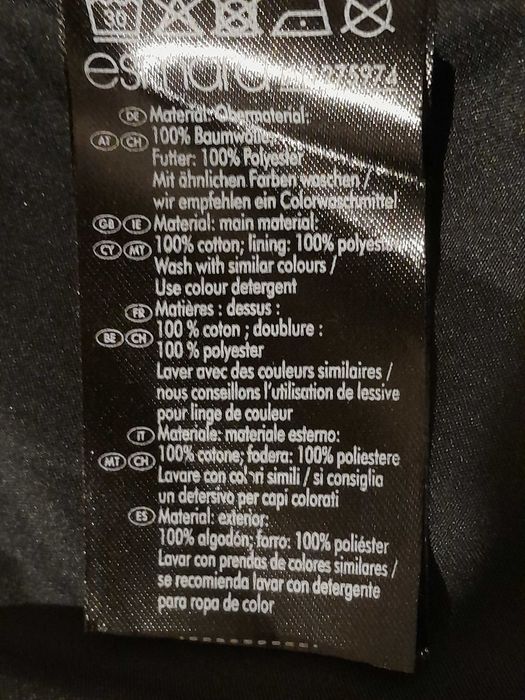 30
esmara
DE Material: Obermaterial:
AT CH 100% Baumwolle;
Futter: 100% Polyester
Mit ähnlichen Farben waschen /
wir empfehlen ein Colorwaschmittel
GB IE Material: main material:
CY MT 100% cotton; lining: 100% polyester
Wash with similar colours /
Use colour detergent
FR Matières : dessus :
BE CH 100 % coton ; doublure :
100 % polyester
Laver avec des couleurs similaires /
nous conseillons l'utilisation de lessive
pour linge de couleur
IT Materiale: materiale esterno:
MT CH 100% cotone; fodera: 100% poliestere
Lavare con colori simili / si consiglia
un detersivo per capi colorati
ES Material: exterior:
100% algodón; forro: 100% poliéster
Lavar con prendas de colores similares /
se recomienda lavar con detergente
para ropa de color